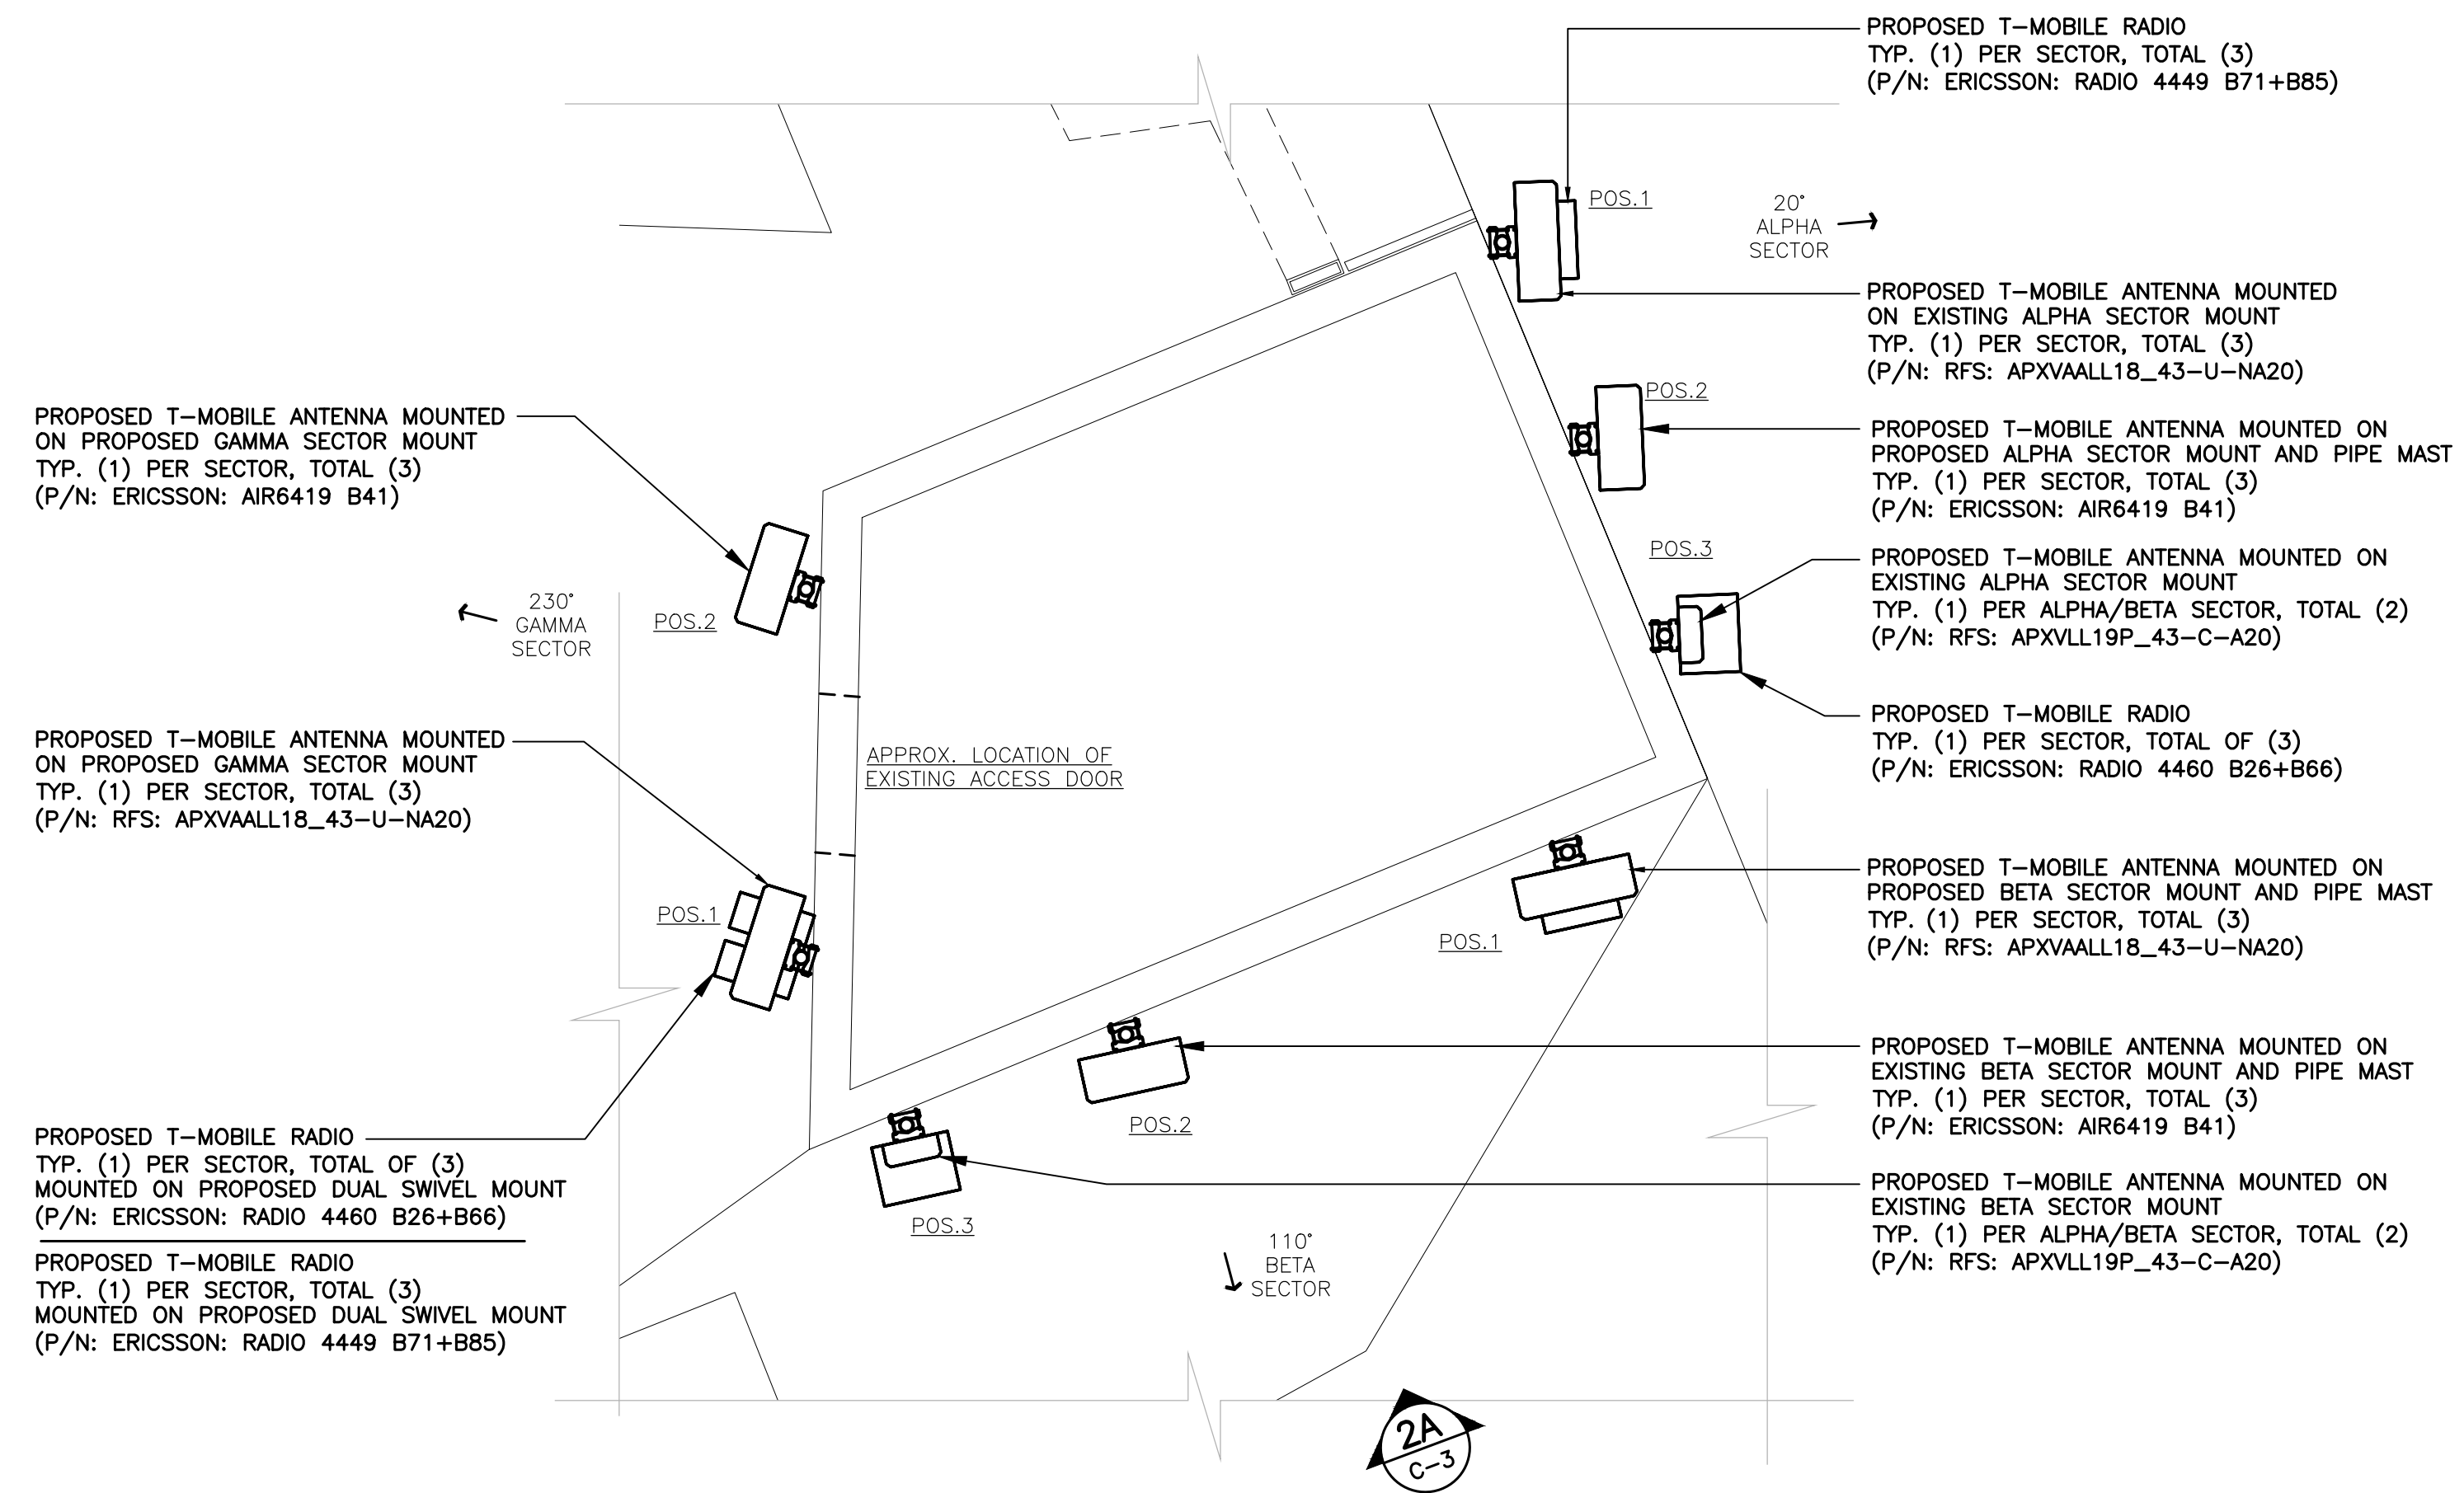 PROPOSED T-MOBILE RADIO
TYP. (1) PER SECTOR, TOTAL (3)
(P/N: ERICSSON: RADIO 4449 B71+B85)
POS.1
20°
ALPHA
SECTOR
PROPOSED T-MOBILE ANTENNA MOUNTED
ON EXISTING ALPHA SECTOR MOUNT
TYP. (1) PER SECTOR, TOTAL (3)
(P/N: RFS: APXVAALL18_43-U-NA20)
POS.2
PROPOSED T-MOBILE ANTENNA MOUNTED ON
PROPOSED ALPHA SECTOR MOUNT AND PIPE MAST
TYP. (1) PER SECTOR, TOTAL (3)
(P/N: ERICSSON: AIR6419 B41)
POS.3
PROPOSED T-MOBILE ANTENNA MOUNTED ON
EXISTING ALPHA SECTOR MOUNT
TYP. (1) PER ALPHA/BETA SECTOR, TOTAL (2)
(P/N: RFS: APXVLL19P_43-C-A20)
PROPOSED T-MOBILE RADIO
TYP. (1) PER SECTOR, TOTAL OF (3)
(P/N: ERICSSON: RADIO 4460 B26+B66)
PROPOSED T-MOBILE ANTENNA MOUNTED ON
PROPOSED BETA SECTOR MOUNT AND PIPE MAST
TYP. (1) PER SECTOR, TOTAL (3)
(P/N: RFS: APXVAALL18_43-U-NA20)
POS.1
PROPOSED T-MOBILE ANTENNA MOUNTED ON
EXISTING BETA SECTOR MOUNT AND PIPE MAST
TYP. (1) PER SECTOR, TOTAL (3)
(P/N: ERICSSON: AIR6419 B41)
POS.2
PROPOSED T-MOBILE ANTENNA MOUNTED ON
EXISTING BETA SECTOR MOUNT
TYP. (1) PER ALPHA/BETA SECTOR, TOTAL (2)
(P/N: RFS: APXVLL19P_43-C-A20)
POS.3
110°
BETA
SECTOR
PROPOSED T-MOBILE ANTENNA MOUNTED
ON PROPOSED GAMMA SECTOR MOUNT
TYP. (1) PER SECTOR, TOTAL (3)
(P/N: ERICSSON: AIR6419 B41)
230°
GAMMA
SECTOR
POS.2
PROPOSED T-MOBILE ANTENNA MOUNTED
ON PROPOSED GAMMA SECTOR MOUNT
TYP. (1) PER SECTOR, TOTAL (3)
(P/N: RFS: APXVAALL18_43-U-NA20)
APPROX. LOCATION OF
EXISTING ACCESS DOOR
POS.1
PROPOSED T-MOBILE RADIO
TYP. (1) PER SECTOR, TOTAL OF (3)
MOUNTED ON PROPOSED DUAL SWIVEL MOUNT
(P/N: ERICSSON: RADIO 4460 B26+B66)
PROPOSED T-MOBILE RADIO
TYP. (1) PER SECTOR, TOTAL (3)
MOUNTED ON PROPOSED DUAL SWIVEL MOUNT
(P/N: ERICSSON: RADIO 4449 B71+B85)
2A
C-3